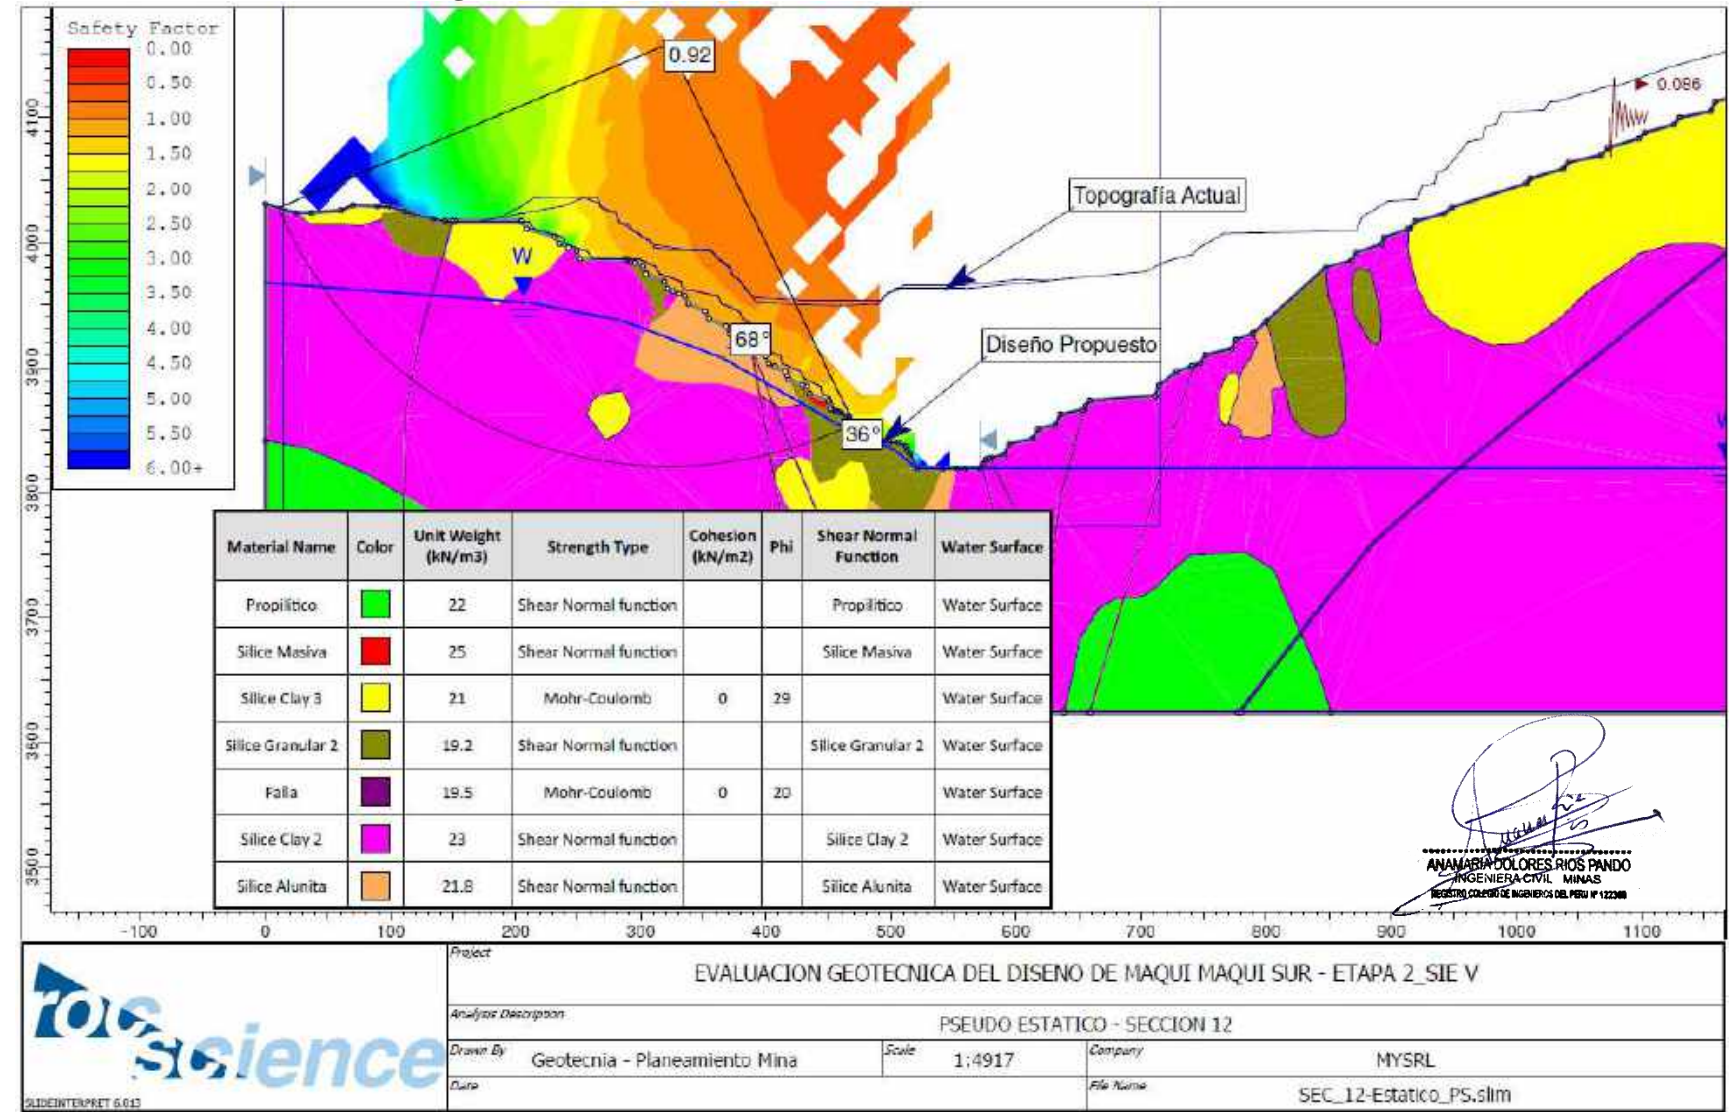 Safety Factor
0.00
0.50
1.00
1.50
2.00
2.50
3.00
3.50
4.00
4.50
5.00
5.50
6.00+
4100
4000
3900
3800
3700
3600
3500
0.92
0.086
Topografía Actual
W
68°
Diseño Propuesto
36°
Material Name Color Unit Weight (kN/m3) Strength Type Cohesion (kN/m2) Phi Shear Normal Function Water Surface
Propilitico 22 Shear Normal function Propilitico Water Surface
Silice Masiva 25 Shear Normal function Silice Masiva Water Surface
Silice Clay 3 21 Mohr-Coulomb 0 29 Water Surface
Silice Granular 2 19.2 Shear Normal function Silice Granular 2 Water Surface
Falla 19.5 Mohr-Coulomb 0 20 Water Surface
Silice Clay 2 23 Shear Normal function Silice Clay 2 Water Surface
Silice Alunita 21.8 Shear Normal function Silice Alunita Water Surface
ANAMARIA DOLORES RIOS PANDO
INGENIERA CIVIL MINAS
REGISTRO COLEGIO DE INGENIEROS DEL PERU Nº
-100 0 100 200 300 400 500 600 700 800 900 1000 1100
rocscience
SLIDEINTERPRET 6.013
Project
EVALUACION GEOTECNICA DEL DISENO DE MAQUI MAQUI SUR - ETAPA 2_SIE V
Analysis Description
PSEUDO ESTATICO - SECCION 12
Drawn By Geotecnia - Planeamiento Mina
Scale 1:4917
Company MYSRL
Date
File Name SEC_12-Estatico_PS.slim